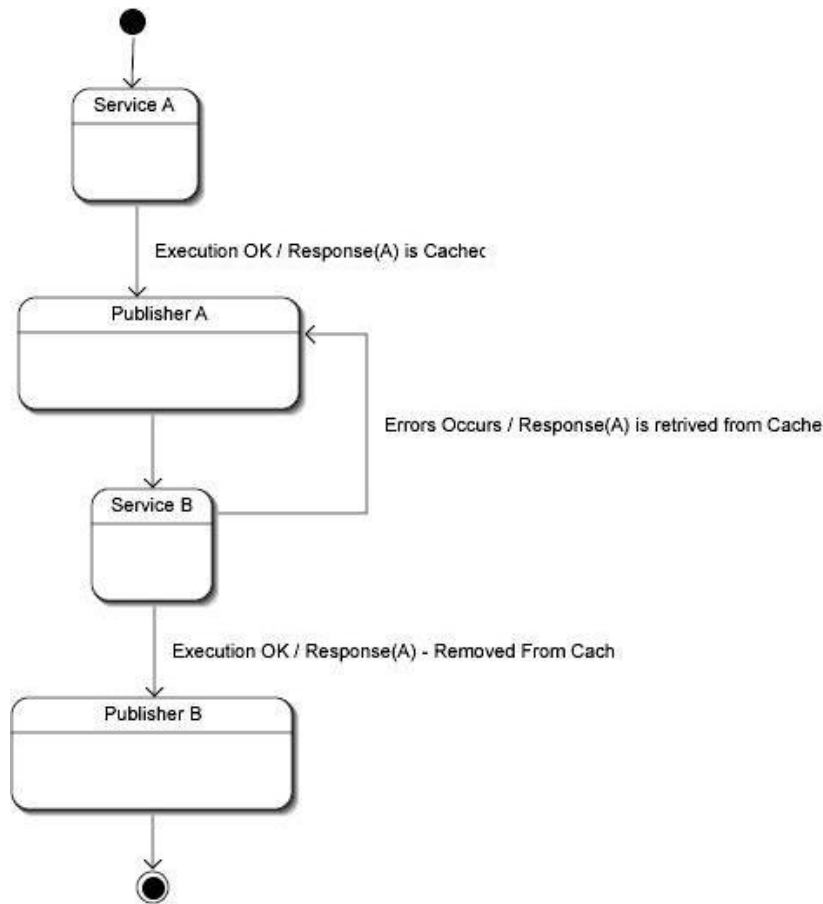 Service A
Execution OK / Response(A) is Cachec
Publisher A
Errors Occurs / Response(A) is retrived from Cache
Service B
Execution OK / Response(A) - Removed From Cach
Publisher B